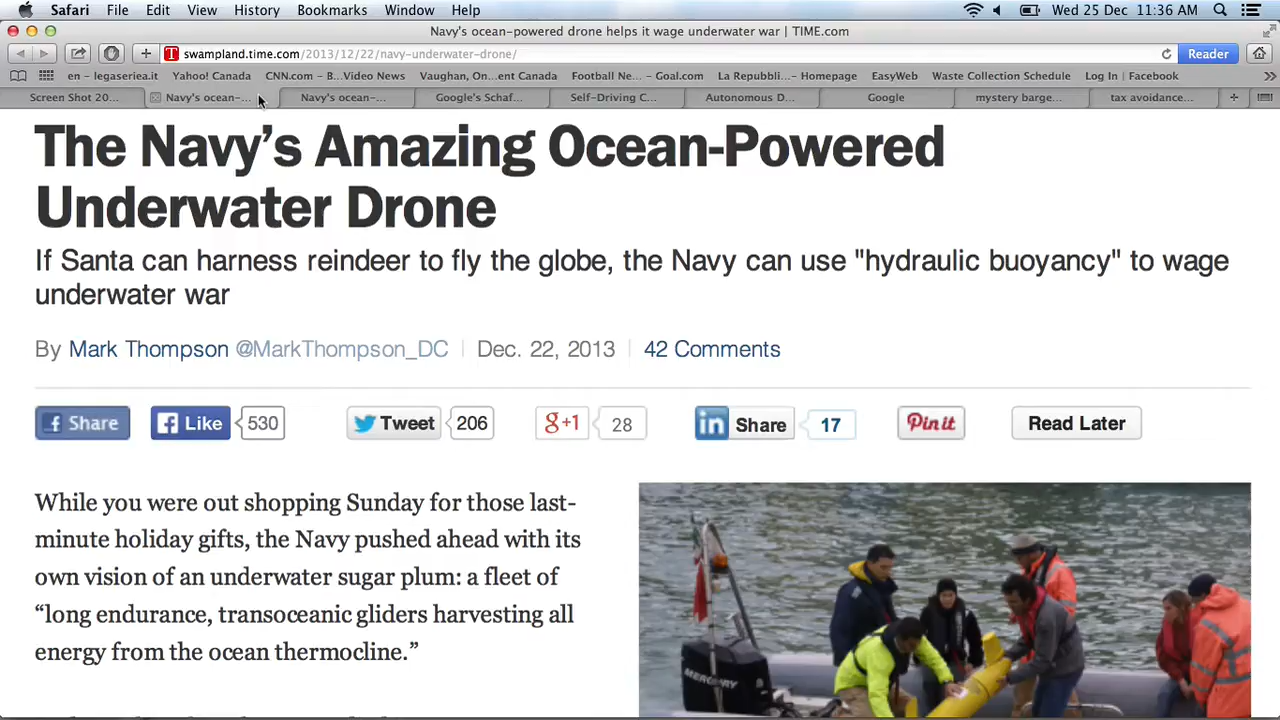 Safari File Edit View History Bookmarks Window Help Wed 25 Dec 11:36 AM
Navy's ocean-powered drone helps it wage underwater war | TIME.com
swampland.time.com/2013/12/22/navy-underwater-drone/ Reader
en - legaseriea.it Yahoo! Canada CNN.com - B...Video News Vaughan, On...ent Canada Football Ne... - Goal.com La Repubbli... - Homepage EasyWeb Waste Collection Schedule Log In | Facebook
Screen Shot 20... Navy's ocean-... Navy's ocean-... Google's Schaf... Self-Driving C... Autonomous D... Google mystery barge... tax avoidance...
The Navy's Amazing Ocean-Powered
Underwater Drone
If Santa can harness reindeer to fly the globe, the Navy can use "hydraulic buoyancy" to wage
underwater war
By Mark Thompson @MarkThompson_DC Dec. 22, 2013 42 Comments
Share Like 530 Tweet 206 g+1 28 in Share 17 Pin it Read Later
While you were out shopping Sunday for those last-
minute holiday gifts, the Navy pushed ahead with its
own vision of an underwater sugar plum: a fleet of
“long endurance, transoceanic gliders harvesting all
energy from the ocean thermocline.”
MERCURY